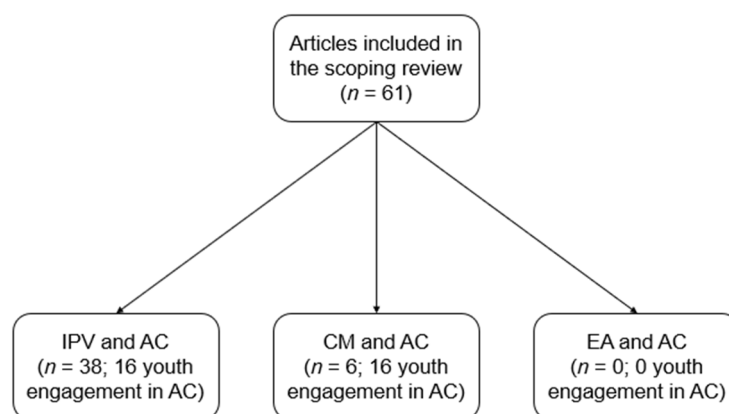 Articles included in
the scoping review
(n = 61)
IPV and AC
(n = 38; 16 youth
engagement in AC)
CM and AC
(n = 6; 16 youth
engagement in AC)
EA and AC
(n = 0; 0 youth
engagement in AC)